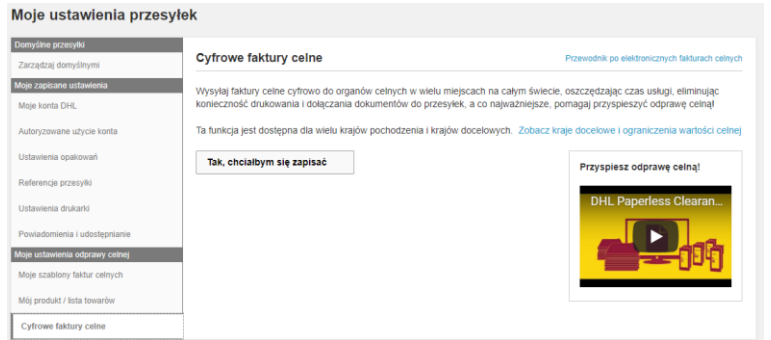 Moje ustawienia przesyłek
Domyślne przesyłki
Zarządzaj domyślnymi
Moje zapisane ustawienia
Moje konta DHL
Autoryzowane użycie konta
Ustawienia opakowań
Referencje przesyłki
Ustawienia drukarki
Powiadomienia i udostępnianie
Moje ustawienia odprawy celnej
Moje szablony faktur celnych
Mój produkt / lista towarów
Cyfrowe faktury celne
Cyfrowe faktury celne
Przewodnik po elektronicznych fakturach celnych
Wysyłaj faktury celne cyfrowo do organów celnych w wielu miejscach na całym świecie, oszczędzając czas usługi, eliminując
konieczność drukowania i dołączania dokumentów do przesyłek, a co najważniejsze, pomagaj przyspieszyć odprawę celną!
Ta funkcja jest dostępna dla wielu krajów pochodzenia i krajów docelowych. Zobacz kraje docelowe i ograniczenia wartości celnej
Tak, chciałbym się zapisać
Przyspiesz odprawę celną!
DHL Paperless Clearan...